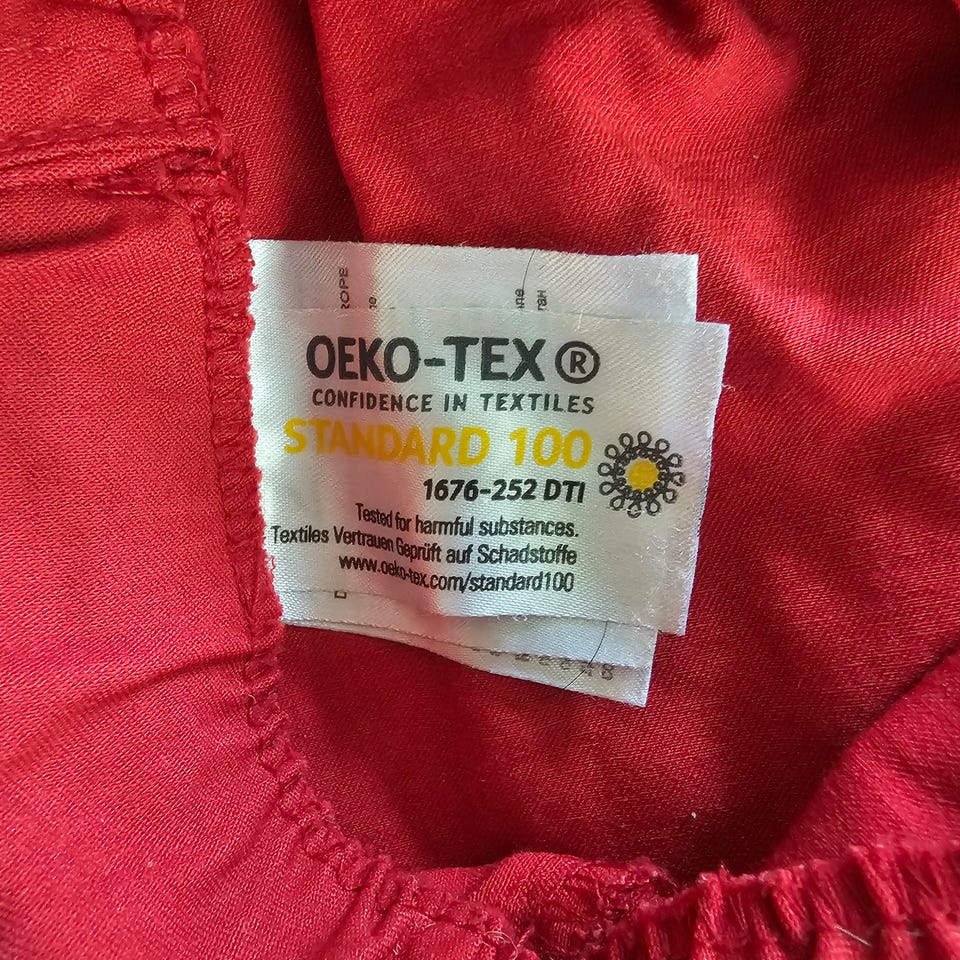 OEKO-TEX®
CONFIDENCE IN TEXTILES
STANDARD 100
1676-252 DTI
Tested for harmful substances.
Textiles Vertrauen Geprüft auf Schadstoffe
www.oeko-tex.com/standard100